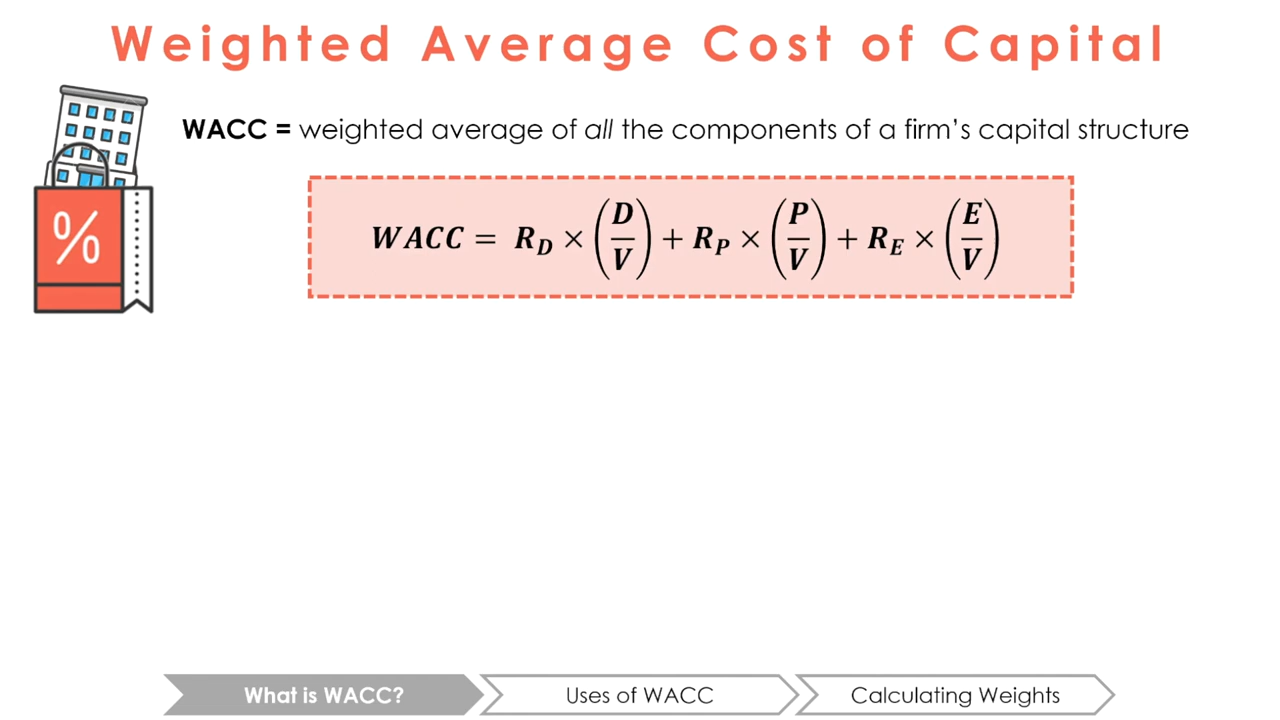 Weighted Average Cost of Capital
WACC = weighted average of all the components of a firm's capital structure
%
WACC = R_D × (D/V) + R_P × (P/V) + R_E × (E/V)
What is WACC?
Uses of WACC
Calculating Weights